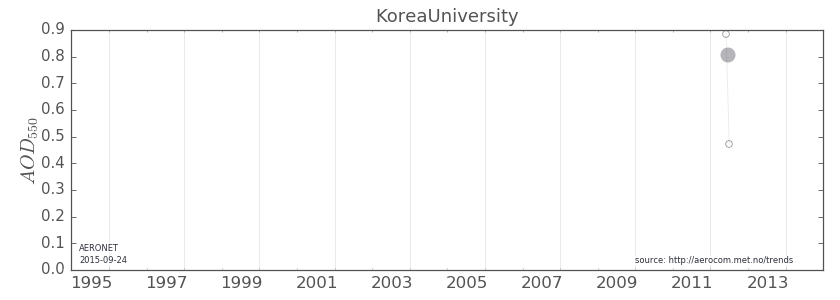 KoreaUniversity
0.9
0.8
0.7
0.6
0.5
0.4
0.3
0.2
0.1
0.0
AOD550
AERONET
2015-09-24
source: http://aerocom.met.no/trends
1995 1997 1999 2001 2003 2005 2007 2009 2011 2013